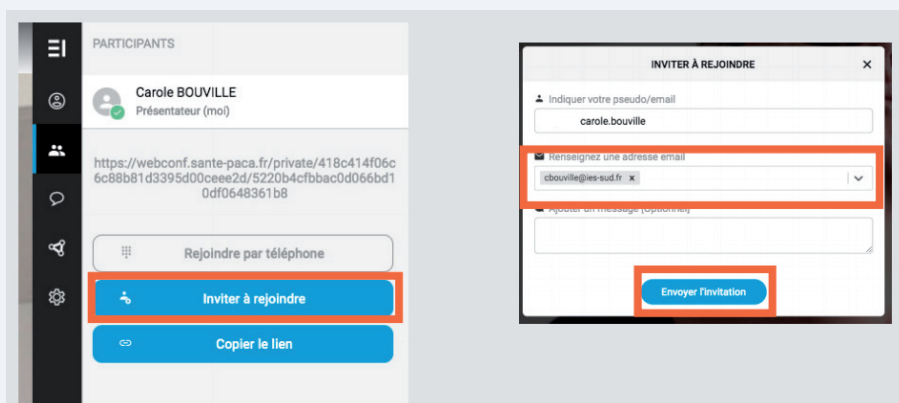 PARTICIPANTS
Carole BOUVILLE
Présentateur (moi)
https://webconf.sante-paca.fr/private/418c414f06c
6c88b81d3395d00ceee2d/5220b4cfbbac0d066bd1
0df0648361b8
Rejoindre par téléphone
Inviter à rejoindre
Copier le lien
INVITER À REJOINDRE
Indiquer votre pseudo/email
carole.bouville
Renseignez une adresse email
cbouville@ies-sud.fr x
Ajouter un message (Optionnel)
Envoyer l'invitation